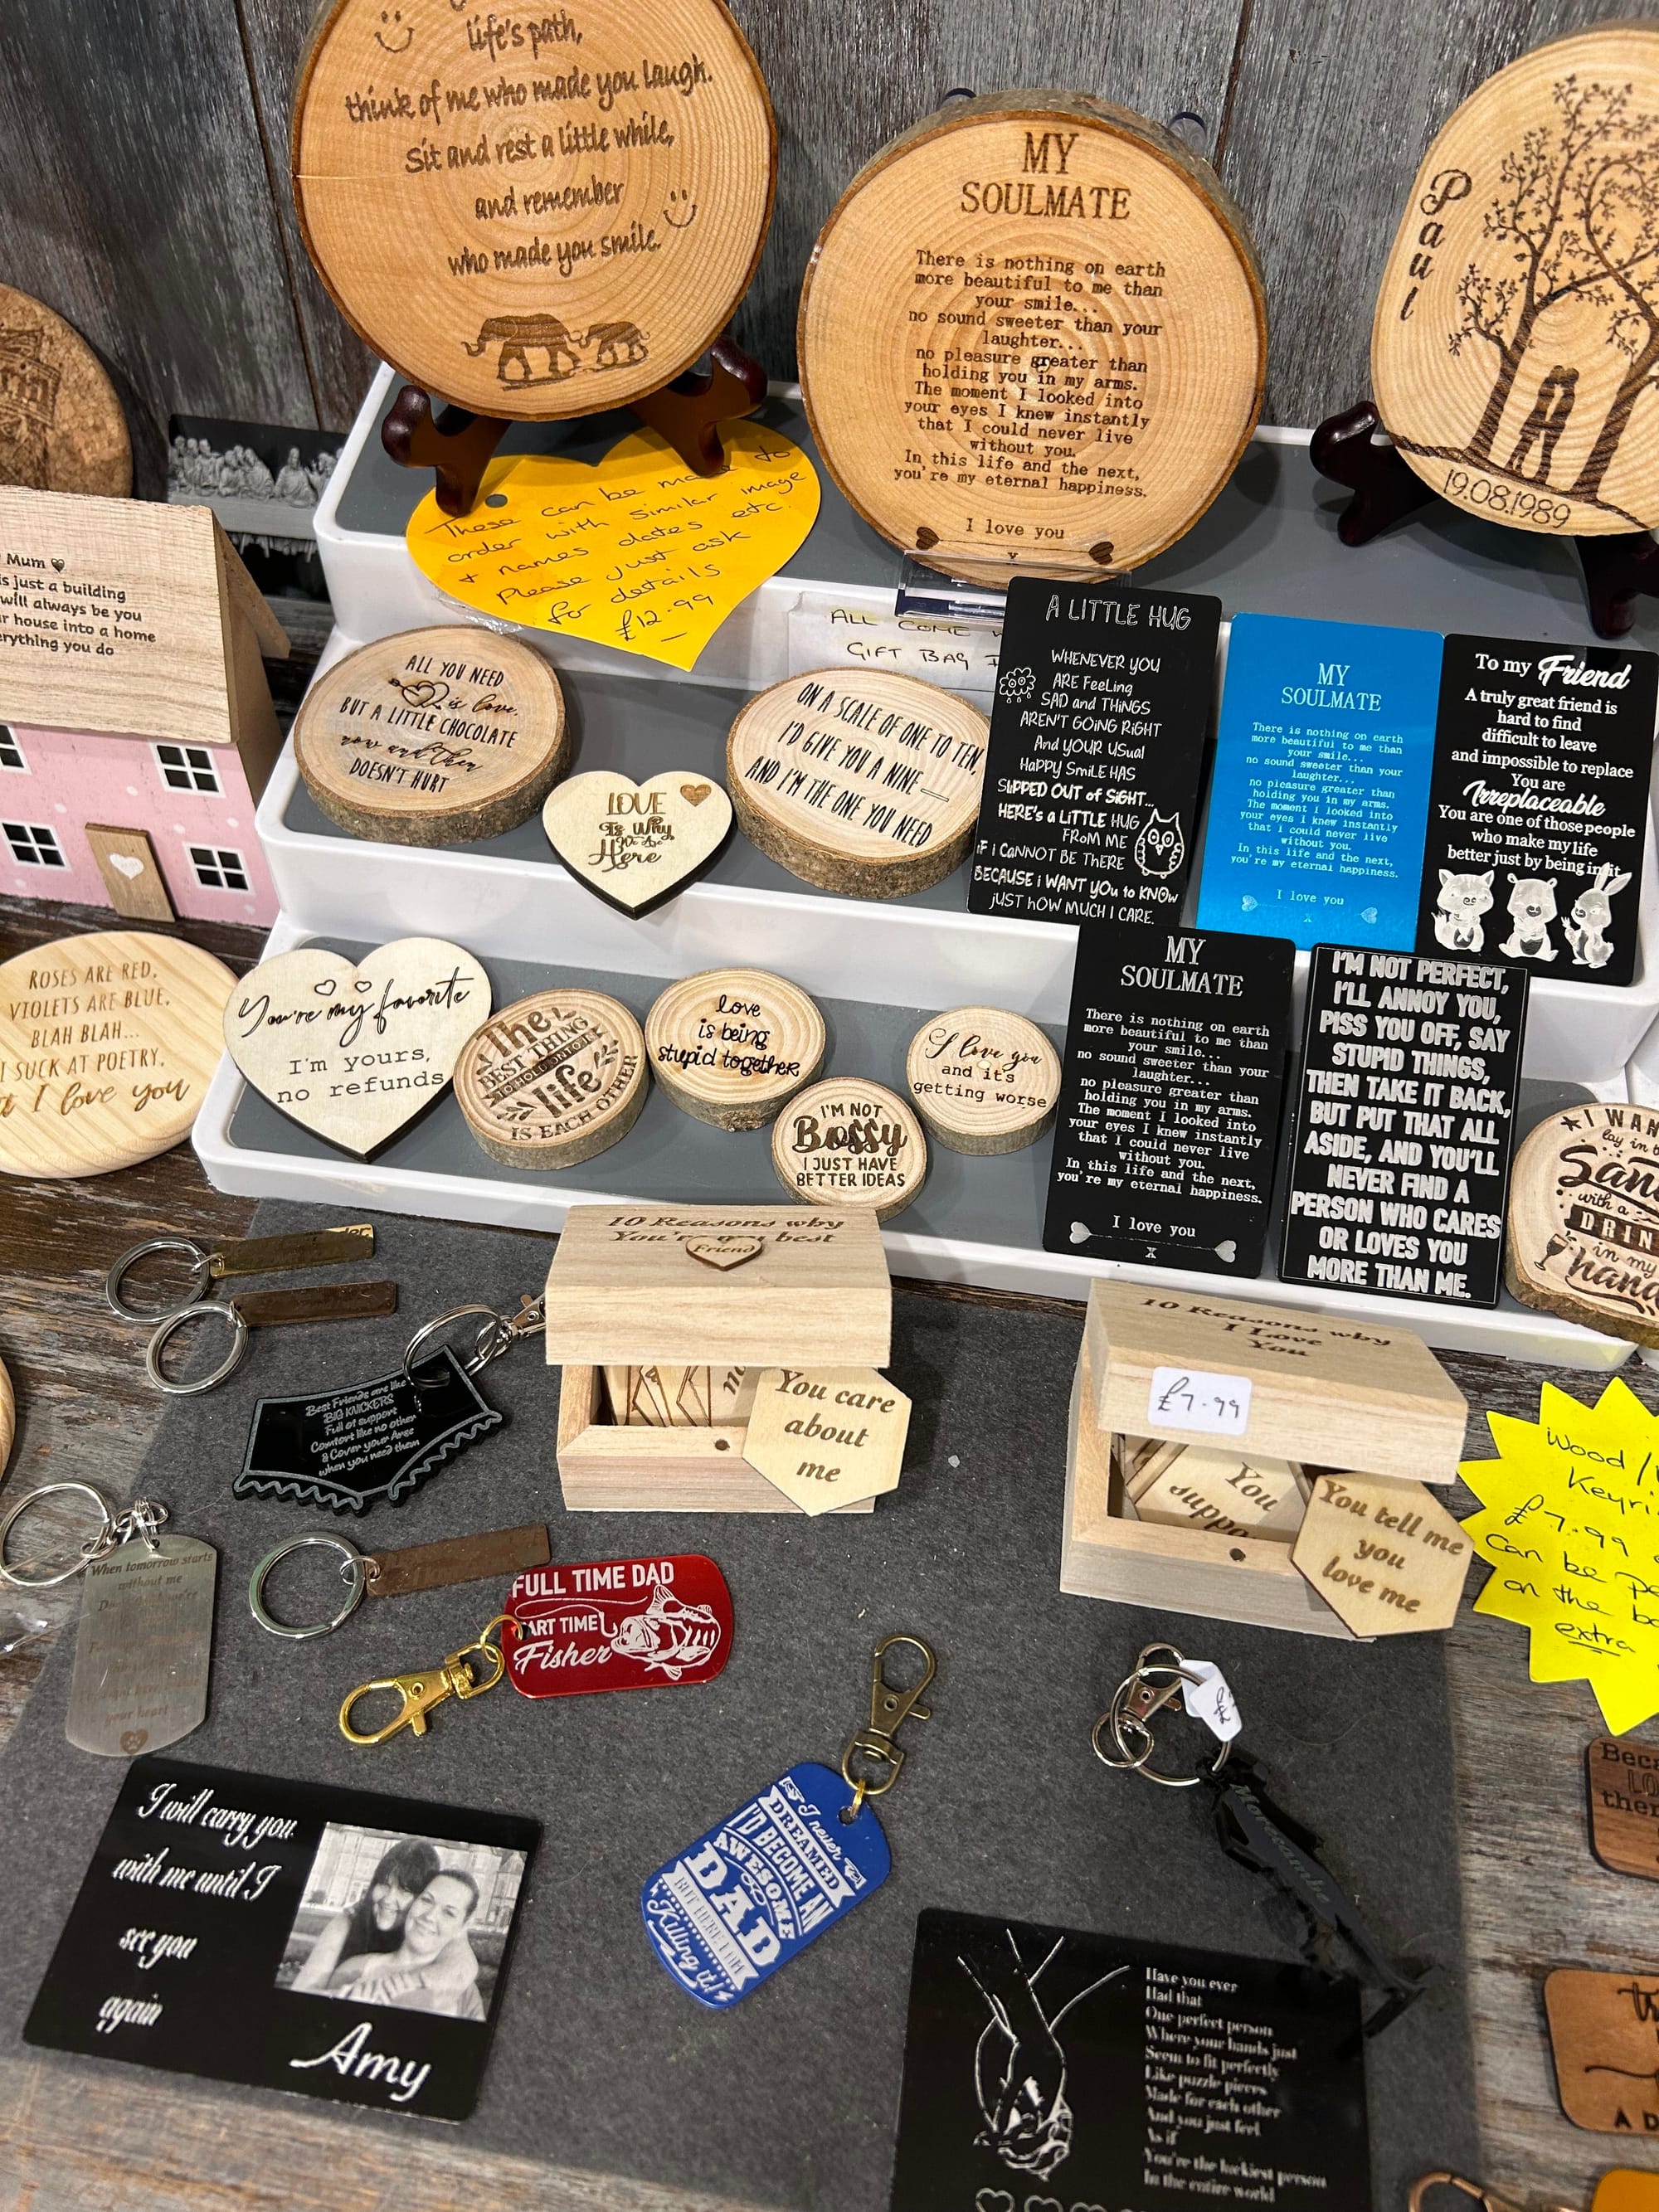 life's path,
think of me who made you laugh.
Sit and rest a little while,
and remember
who made you smile.
MY
SOULMATE
There is nothing on earth
more beautiful to me than
your smile...
no sound sweeter than your
laughter...
no pleasure greater than
holding you in my arms.
The moment I looked into
your eyes I knew instantly
that I could never live
without you.
In this life and the next,
you're my eternal happiness.
I love you
x
Paul
19.08.1989
These can be made to
order with similar image
+ names dates etc.
Please just ask
for details
£12.99
ALL COME
GIFT BAG
Mum
is just a building
will always be you
house into a home
everything you do
ALL YOU NEED
is love.
BUT A LITTLE CHOCOLATE
now and then
DOESN'T HURT
LOVE
Is Why
We Are
Here
ON A SCALE OF ONE TO TEN,
I'D GIVE YOU A NINE
AND I'M THE ONE YOU NEED
A LITTLE HUG
WHENEVER YOU
ARE FeeLing
SAD and THINGS
AREN'T GOING RIGHT
And YOUR USual
HaPPY SmiLE HAS
SLIPPED OUT of SiGHT...
HERE'S a LiTTLE HUG
FRoM ME
iF I CaNNOT BE THERE
BECAUSE i WANT YOu to KNOw
jUST hOW MUCH I CARE.
MY
SOULMATE
There is nothing on earth
more beautiful to me than
your smile...
no sound sweeter than your
laughter...
no pleasure greater than
holding you in my arms.
The moment I looked into
your eyes I knew instantly
that I could never live
without you.
In this life and the next,
you're my eternal happiness.
I love you
x
To my Friend
A truly great friend is
hard to find
difficult to leave
and impossible to replace
You are
Irreplaceable
You are one of those people
who make my life
better just by being in it
ROSES ARE RED,
VIOLETS ARE BLUE,
BLAH BLAH...
I SUCK AT POETRY,
I love you
You're my favorite
I'm yours,
no refunds
The
BEST THING
TO HOLD ONTO IN
life
IS EACH OTHER
love
is being
stupid together
I'M NOT
Bossy
I JUST HAVE
BETTER IDEAS
I love you
and it's
getting worse
MY
SOULMATE
There is nothing on earth
more beautiful to me than
your smile...
no sound sweeter than your
laughter...
no pleasure greater than
holding you in my arms.
The moment I looked into
your eyes I knew instantly
that I could never live
without you.
In this life and the next,
you're my eternal happiness.
I love you
x
I'M NOT PERFECT,
I'LL ANNOY YOU,
PISS YOU OFF, SAY
STUPID THINGS,
THEN TAKE IT BACK,
BUT PUT THAT ALL
ASIDE, AND YOU'LL
NEVER FIND A
PERSON WHO CARES
OR LOVES YOU
MORE THAN ME.
I WAN
lay in
San
with a
DRIN
in my
hand
10 Reasons why
You're my best
Friend
You care
about
me
10 Reasons why
I Love
You
£7.99
You
suppo
You tell me
you
love me
Wood/
Keyri
£7.99
Can be pe
on the ba
extra
Best Friends are like
BIG KNICKERS
Full of support
Comfort like no other
& Cover your Arse
when you need them
When tomorrow starts
without me
your heart
FULL TIME DAD
PART TIME
Fisher
I never
DREAMED
I'D BECOME AN
AWESOME
DAD
BUT HERE I AM
Killing it!
Morecambe
I will carry you
with me until I
see you
again
Amy
Have you ever
Had that
One perfect person
Where your hands just
Seem to fit perfectly
Like puzzle pieces
Made for each other
And you just feel
As if
You're the luckiest person
In the entire world
Beca
LO
ther
A D